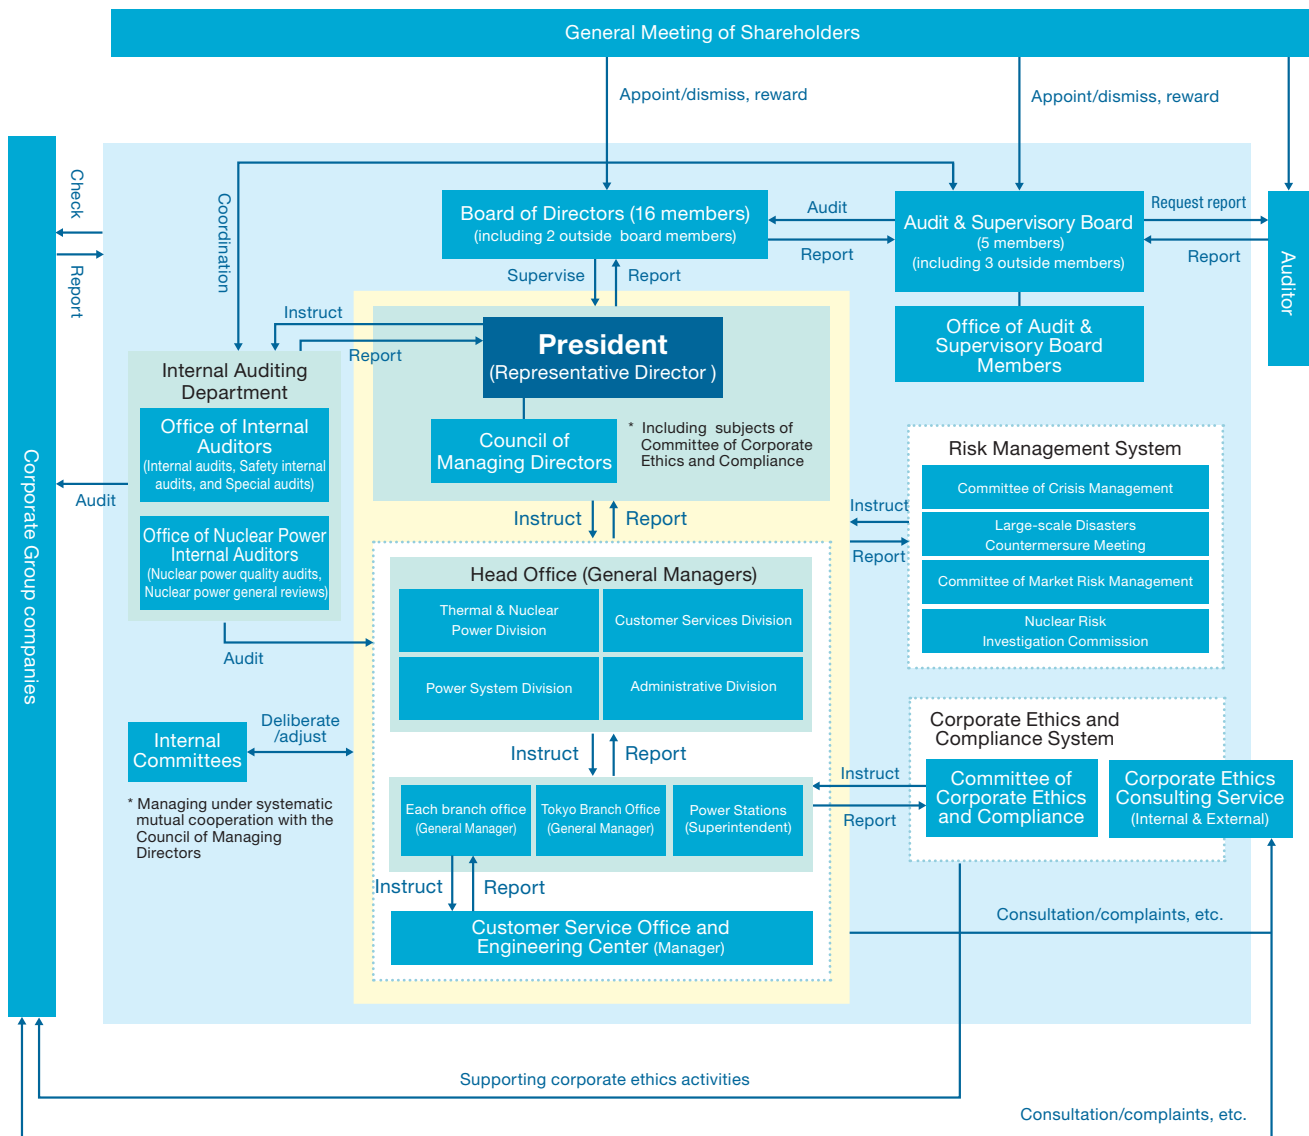 General Meeting of Shareholders
Appoint/dismiss, reward
Appoint/dismiss, reward
Check
Report
Corporate Group companies
Coordination
Board of Directors (16 members)
(including 2 outside board members)
Audit
Report
Audit & Supervisory Board
(5 members)
(including 3 outside members)
Request report
Report
Auditor
Supervise
Report
Office of Audit &
Supervisory Board
Members
Instruct
Report
President
(Representative Director )
Council of
Managing Directors
* Including subjects of
Committee of Corporate
Ethics and Compliance
Internal Auditing
Department
Office of Internal
Auditors
(Internal audits, Safety internal
audits, and Special audits)
Office of Nuclear Power
Internal Auditors
(Nuclear power quality audits,
Nuclear power general reviews)
Audit
Audit
Instruct
Report
Instruct
Report
Risk Management System
Committee of Crisis Management
Large-scale Disasters
Countermersure Meeting
Committee of Market Risk Management
Nuclear Risk
Investigation Commission
Head Office (General Managers)
Thermal & Nuclear
Power Division
Customer Services Division
Power System Division
Administrative Division
Internal
Committees
Deliberate
/adjust
* Managing under systematic
mutual cooperation with the
Council of Managing
Directors
Instruct
Report
Each branch office
(General Manager)
Tokyo Branch Office
(General Manager)
Power Stations
(Superintendent)
Instruct
Report
Customer Service Office and
Engineering Center (Manager)
Instruct
Report
Corporate Ethics and
Compliance System
Committee of
Corporate Ethics
and Compliance
Corporate Ethics
Consulting Service
(Internal & External)
Consultation/complaints, etc.
Supporting corporate ethics activities
Consultation/complaints, etc.